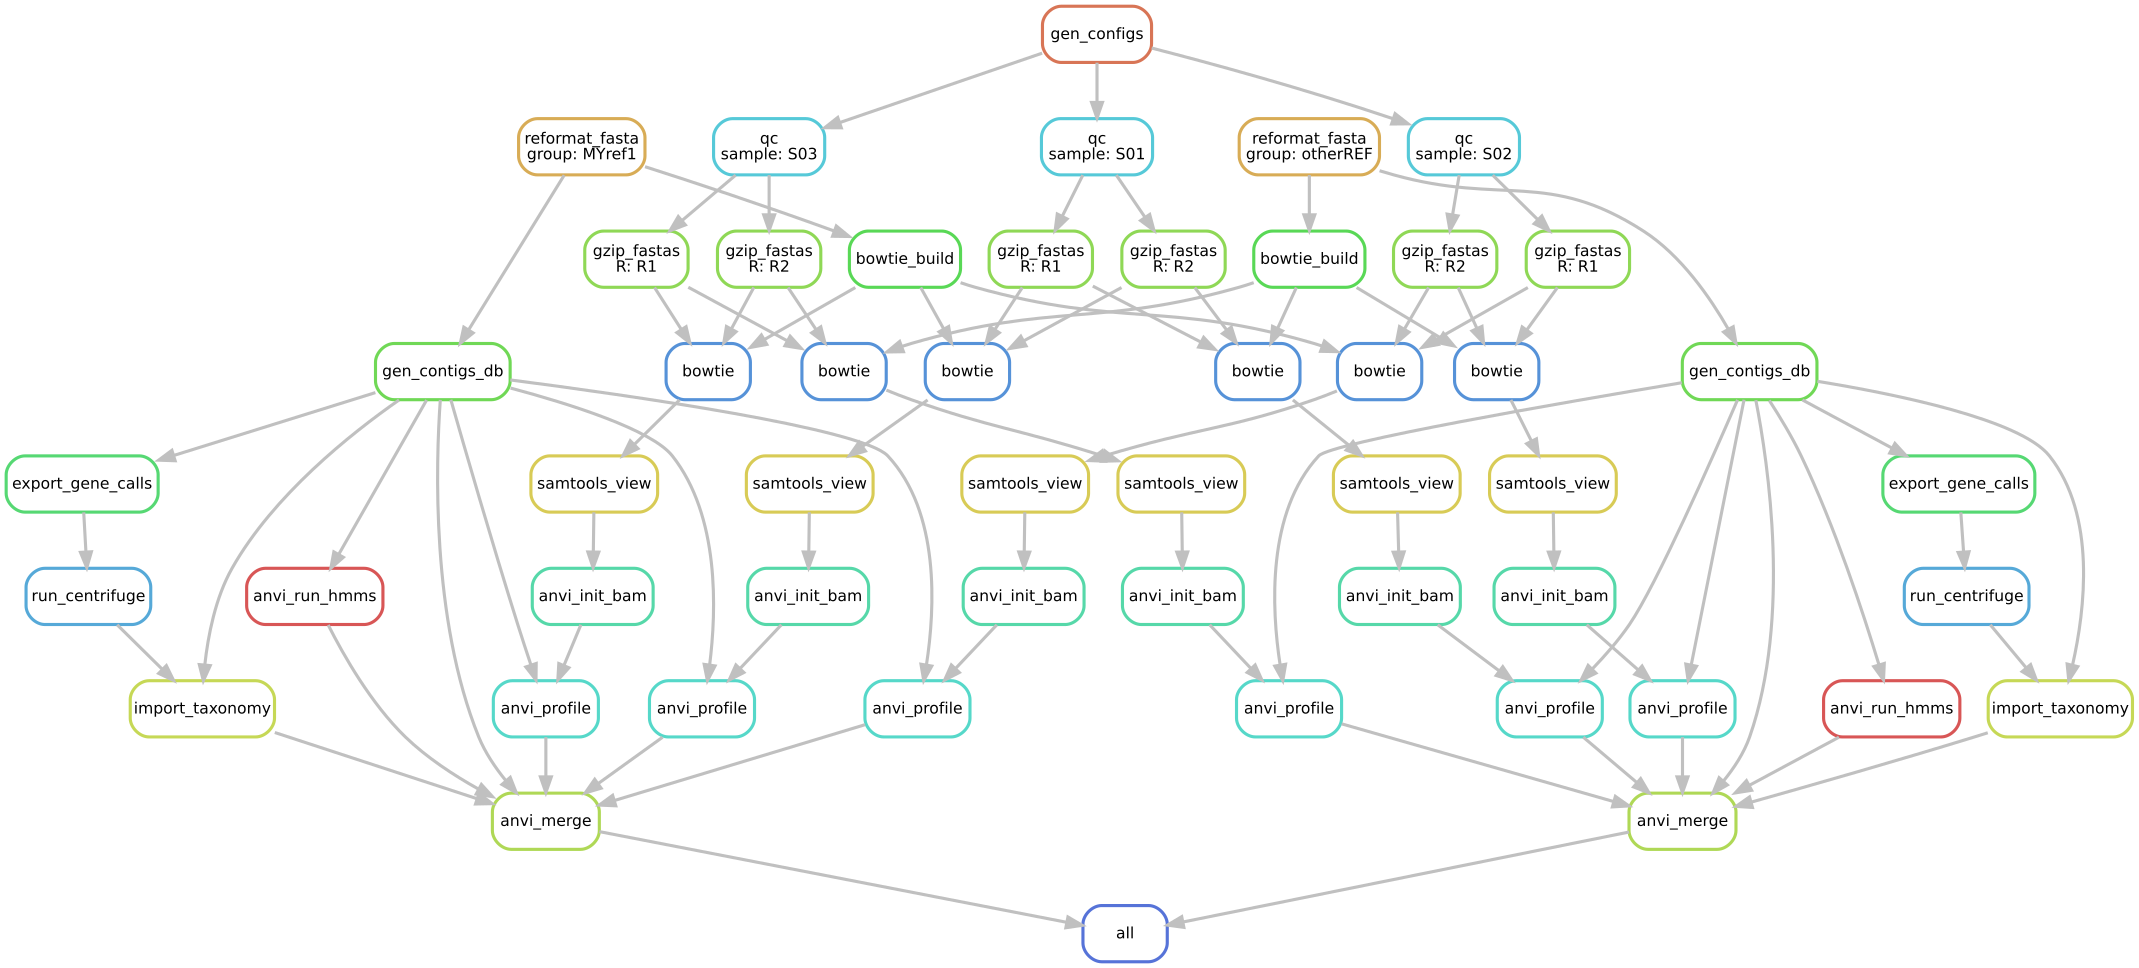 gen_configs
reformat_fasta
group: MYref1
qc
sample: S03
qc
sample: S01
reformat_fasta
group: otherREF
qc
sample: S02
gzip_fastas
R: R1
gzip_fastas
R: R2
bowtie_build
gzip_fastas
R: R1
gzip_fastas
R: R2
bowtie_build
gzip_fastas
R: R2
gzip_fastas
R: R1
gen_contigs_db
bowtie
bowtie
bowtie
bowtie
bowtie
bowtie
gen_contigs_db
export_gene_calls
samtools_view
samtools_view
samtools_view
samtools_view
samtools_view
samtools_view
export_gene_calls
run_centrifuge
anvi_run_hmms
anvi_init_bam
anvi_init_bam
anvi_init_bam
anvi_init_bam
anvi_init_bam
anvi_init_bam
run_centrifuge
import_taxonomy
anvi_profile
anvi_profile
anvi_profile
anvi_profile
anvi_profile
anvi_profile
anvi_run_hmms
import_taxonomy
anvi_merge
anvi_merge
all